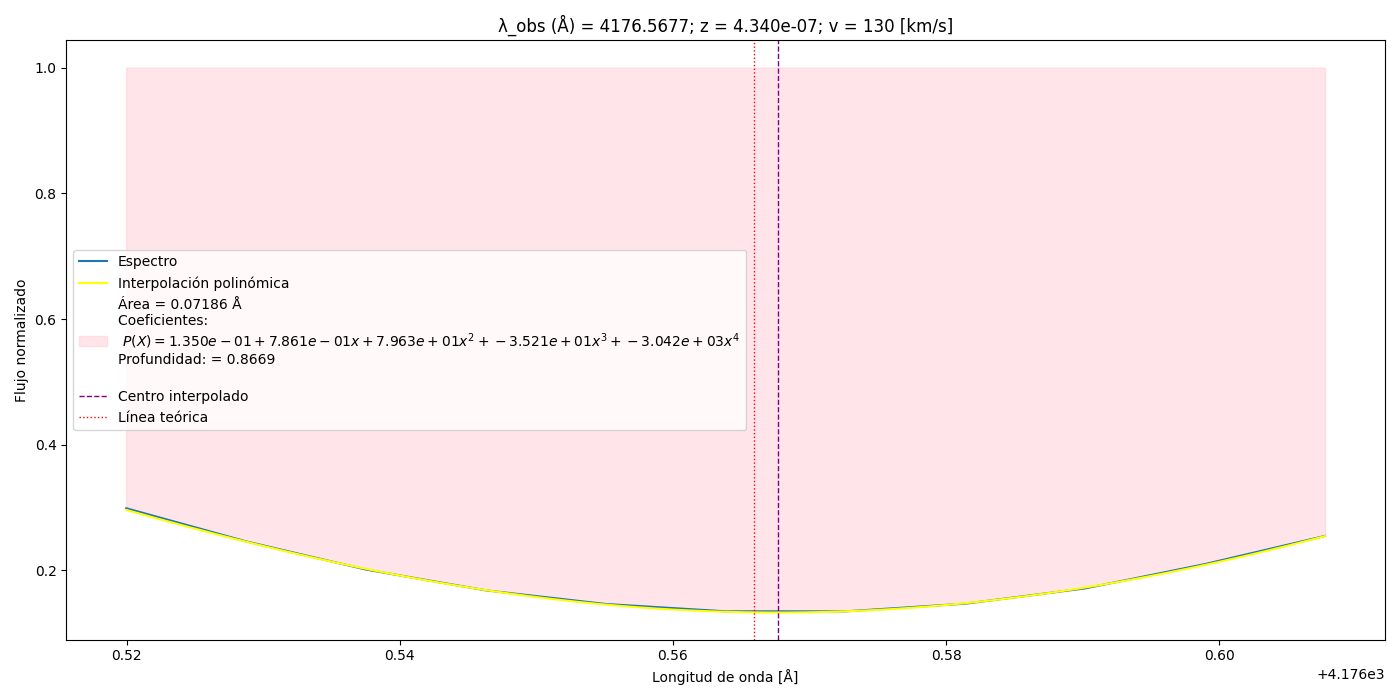 λ_obs (Å) = 4176.5677; z = 4.340e-07; v = 130 [km/s]
1.0
0.8
0.6
0.4
0.2
Flujo normalizado
Espectro
Interpolación polinómica
Área = 0.07186 Å
Coeficientes:
P(X) = 1.350e − 01 + 7.861e − 01x + 7.963e + 01x² + −3.521e + 01x³ + −3.042e + 03x⁴
Profundidad: = 0.8669
Centro interpolado
Línea teórica
0.52 0.54 0.56 0.58 0.60
+4.176e3
Longitud de onda [Å]